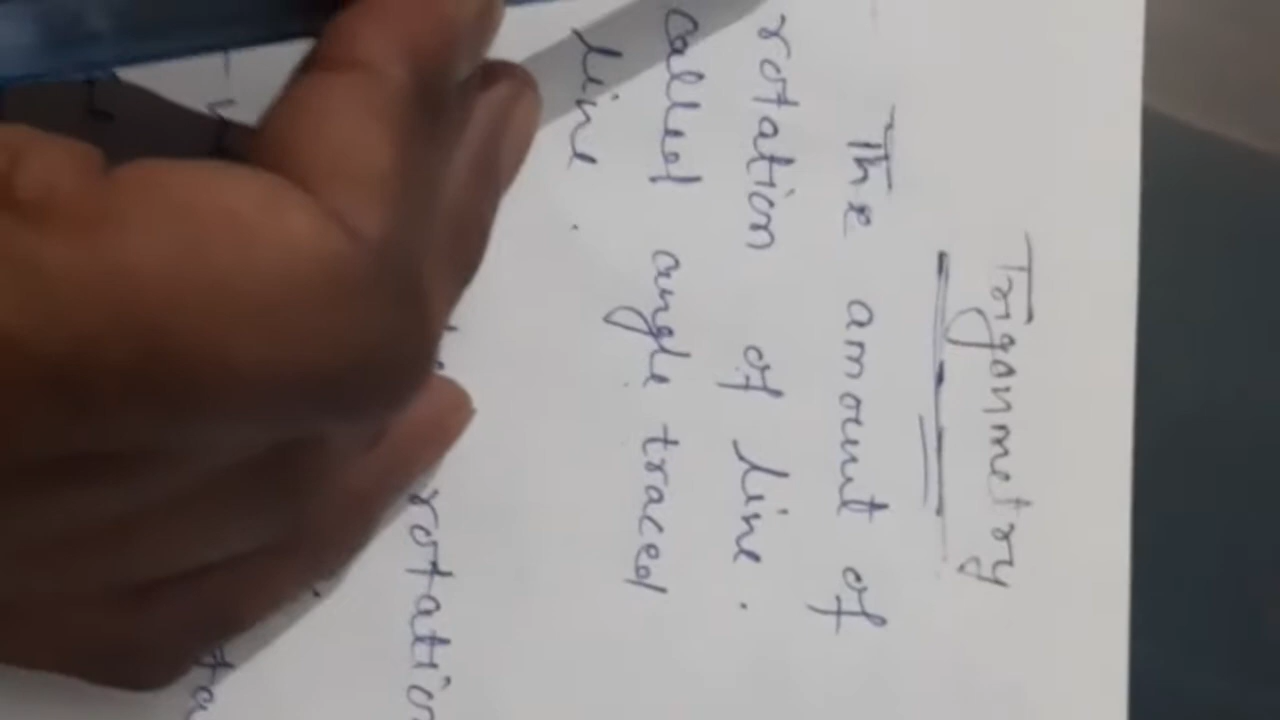 Trigonmetry
The amount of
rotation of line .
called angle traced
line .
rotation